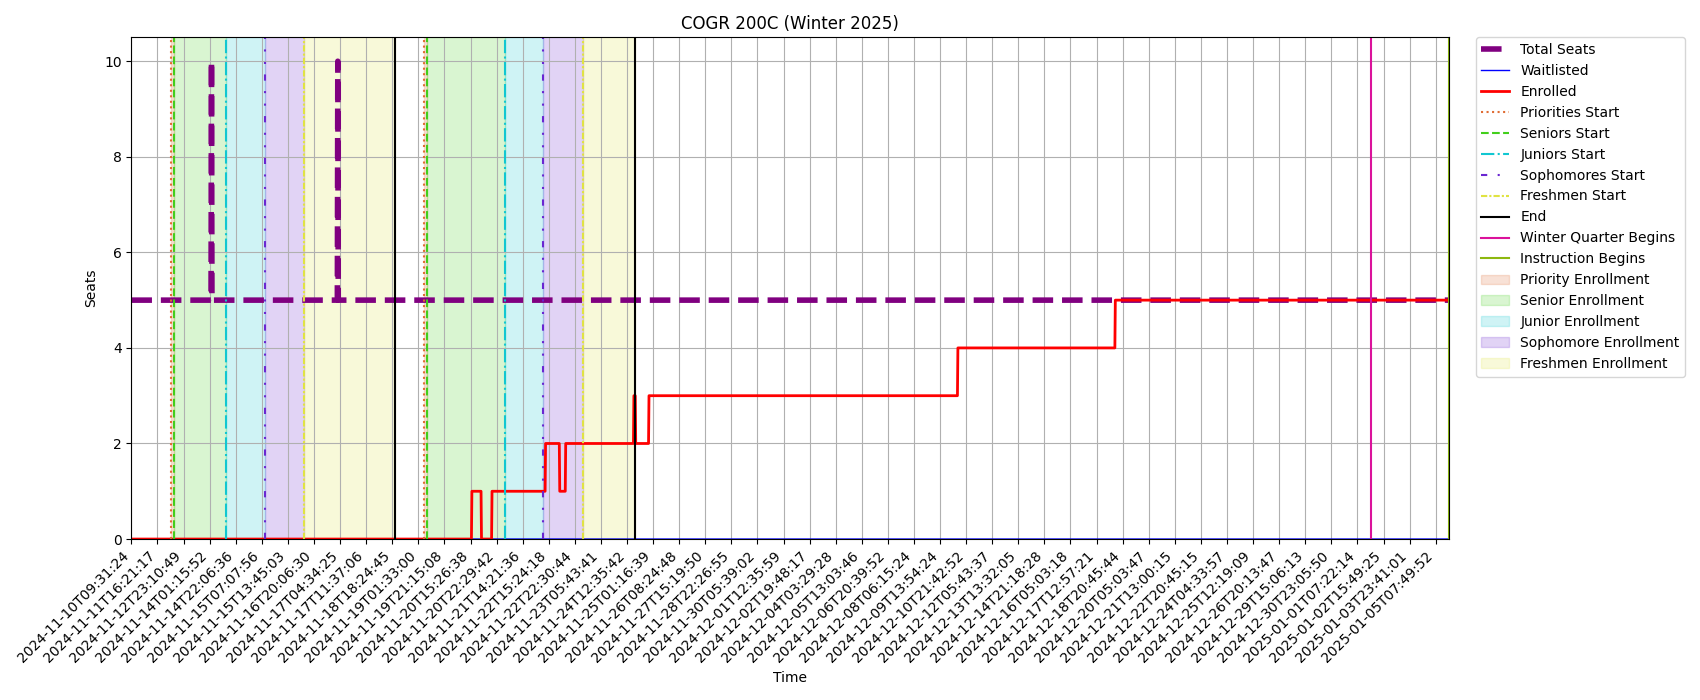 COGR 200C (Winter 2025)
Seats
10
8
6
4
2
0
2024-11-10T09:31:24
2024-11-11T16:21:17
2024-11-12T23:10:49
2024-11-14T01:15:52
2024-11-14T22:06:36
2024-11-15T07:07:56
2024-11-15T13:45:03
2024-11-16T20:06:30
2024-11-17T04:34:25
2024-11-17T11:37:06
2024-11-18T18:24:45
2024-11-19T01:33:00
2024-11-19T21:15:08
2024-11-20T15:26:38
2024-11-20T22:29:42
2024-11-21T14:21:36
2024-11-22T15:24:18
2024-11-22T22:30:44
2024-11-23T05:43:41
2024-11-24T12:35:42
2024-11-25T01:16:39
2024-11-26T08:24:48
2024-11-27T15:19:50
2024-11-28T22:26:55
2024-11-30T05:39:02
2024-12-01T12:35:59
2024-12-02T19:48:17
2024-12-04T03:29:28
2024-12-05T13:03:46
2024-12-06T20:39:52
2024-12-08T06:15:24
2024-12-09T13:54:24
2024-12-10T21:42:52
2024-12-12T05:43:37
2024-12-13T13:32:05
2024-12-14T21:18:28
2024-12-16T05:03:18
2024-12-17T12:57:21
2024-12-18T20:45:44
2024-12-20T05:03:47
2024-12-21T13:00:15
2024-12-22T20:45:15
2024-12-24T04:33:57
2024-12-25T12:19:09
2024-12-26T20:13:47
2024-12-29T15:06:13
2024-12-30T23:05:50
2025-01-01T07:22:14
2025-01-02T15:49:25
2025-01-03T23:41:01
2025-01-05T07:49:52
Time
Total Seats
Waitlisted
Enrolled
Priorities Start
Seniors Start
Juniors Start
Sophomores Start
Freshmen Start
End
Winter Quarter Begins
Instruction Begins
Priority Enrollment
Senior Enrollment
Junior Enrollment
Sophomore Enrollment
Freshmen Enrollment